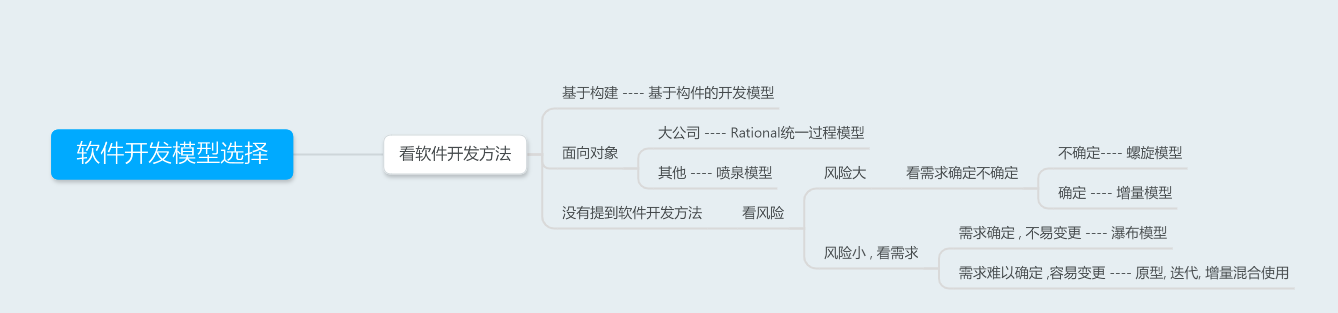 软件开发模型选择
看软件开发方法
基于构建 ---- 基于构件的开发模型
面向对象
大公司 ---- Rational统一过程模型
其他 ---- 喷泉模型
没有提到软件开发方法
看风险
风险大
看需求确定不确定
不确定---- 螺旋模型
确定 ---- 增量模型
风险小 , 看需求
需求确定 , 不易变更 ---- 瀑布模型
需求难以确定 ,容易变更 ---- 原型, 迭代, 增量混合使用